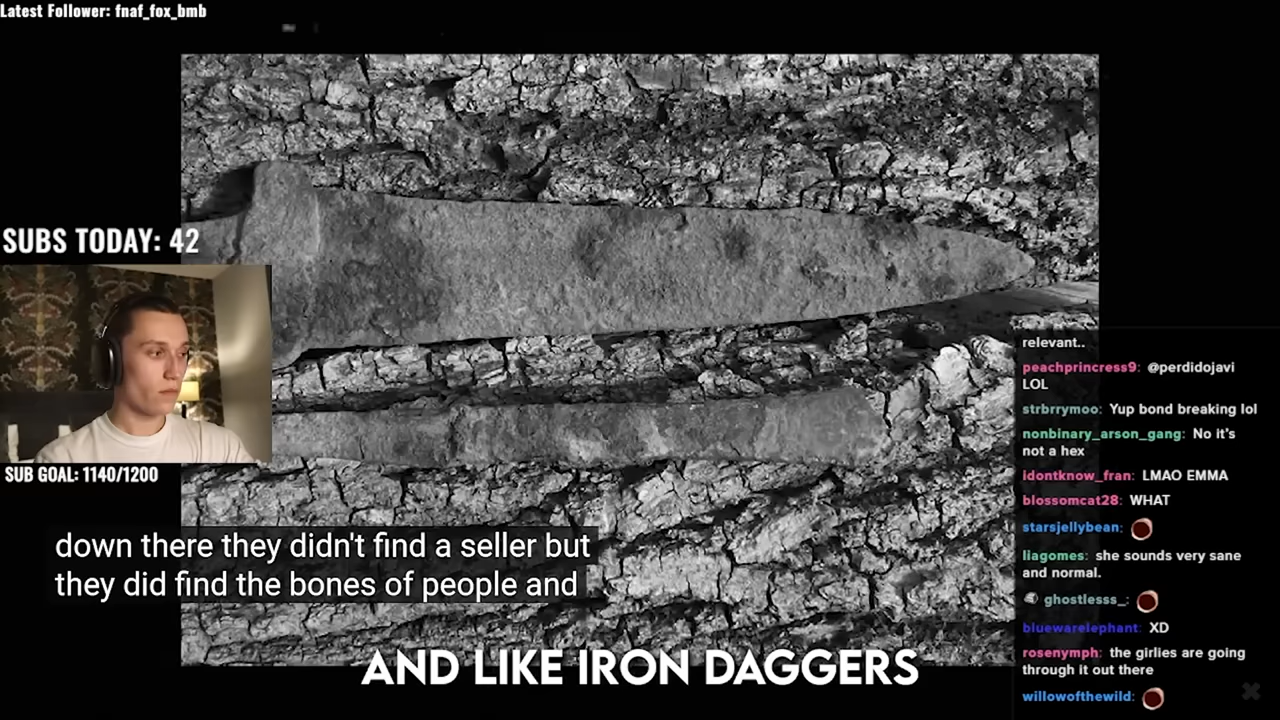 Latest Follower: fnaf_fox_bmb
SUBS TODAY: 42
SUB GOAL: 1140/1200
down there they didn't find a seller but
they did find the bones of people and
AND LIKE IRON DAGGERS
relevant..
peachprincress9: @perdidojavi
LOL
strbrrymoo: Yup bond breaking lol
nonbinary_arson_gang: No it's
not a hex
idontknow_fran: LMAO EMMA
blossomcat28: WHAT
starsjellybean:
liagomes: she sounds very sane
and normal.
ghostlesss_:
bluewarelephant: XD
rosenymph: the girlies are going
through it out there
willowofthewild: